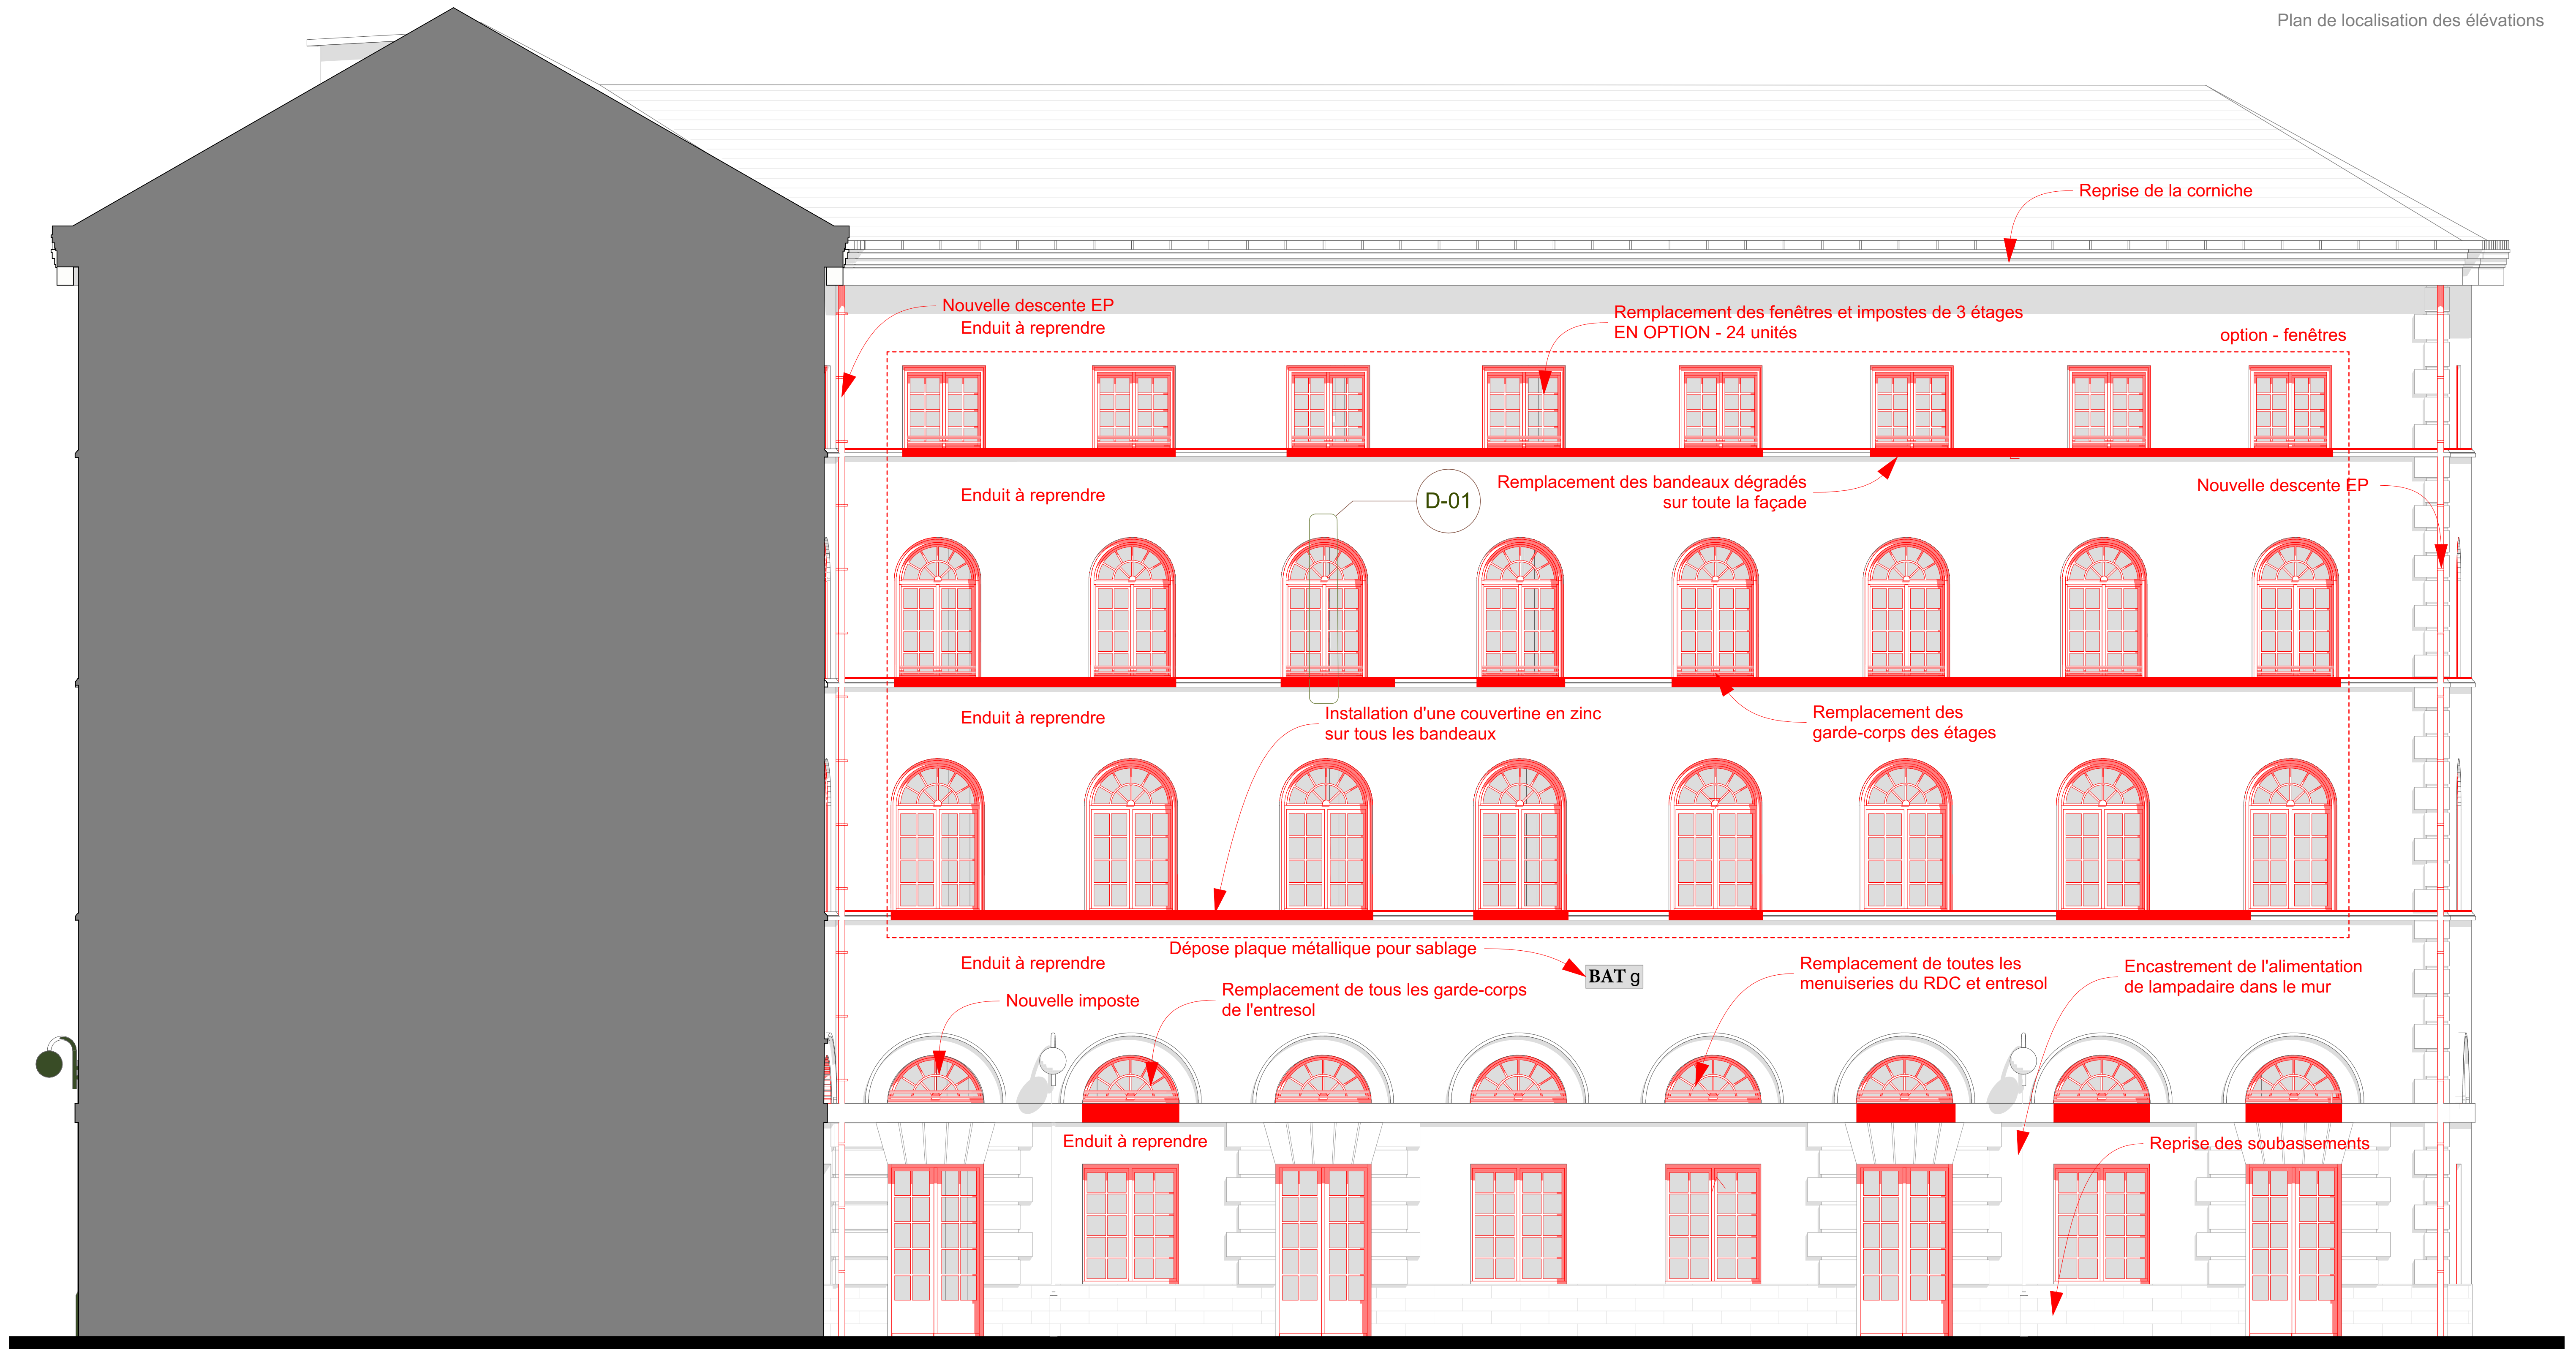 Plan de localisation des élévations
Reprise de la corniche
Nouvelle descente EP
Enduit à reprendre
Remplacement des fenêtres et impostes de 3 étages
EN OPTION - 24 unités
option - fenêtres
Enduit à reprendre
D-01
Remplacement des bandeaux dégradés
sur toute la façade
Nouvelle descente EP
Enduit à reprendre
Installation d'une couvertine en zinc
sur tous les bandeaux
Remplacement des
garde-corps des étages
Dépose plaque métallique pour sablage
BAT g
Enduit à reprendre
Nouvelle imposte
Remplacement de tous les garde-corps
de l'entresol
Remplacement de toutes les
menuiseries du RDC et entresol
Encastrement de l'alimentation
de lampadaire dans le mur
Enduit à reprendre
Reprise des soubassements